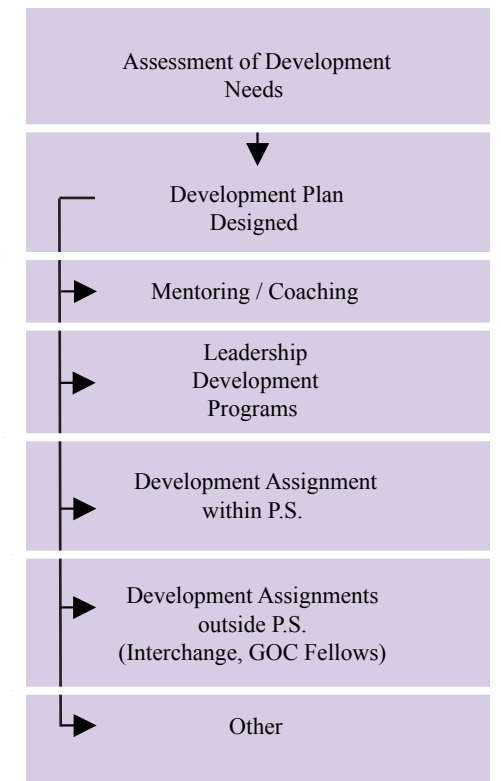 Assessment of Development
Needs
Development Plan
Designed
Mentoring / Coaching
Leadership
Development
Programs
Development Assignment
within P.S.
Development Assignments
outside P.S.
(Interchange, GOC Fellows)
Other